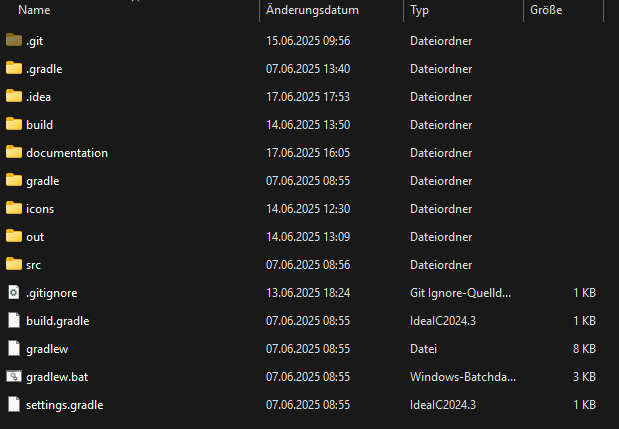 Name Änderungsdatum Typ Größe
.git 15.06.2025 09:56 Dateiordner
.gradle 07.06.2025 13:40 Dateiordner
.idea 17.06.2025 17:53 Dateiordner
build 14.06.2025 13:50 Dateiordner
documentation 17.06.2025 16:05 Dateiordner
gradle 07.06.2025 08:55 Dateiordner
icons 14.06.2025 12:30 Dateiordner
out 14.06.2025 13:09 Dateiordner
src 07.06.2025 08:56 Dateiordner
.gitignore 13.06.2025 18:24 Git Ignore-Quelld... 1 KB
build.gradle 07.06.2025 08:55 IdeaIC2024.3 1 KB
gradlew 07.06.2025 08:55 Datei 8 KB
gradlew.bat 07.06.2025 08:55 Windows-Batchda... 3 KB
settings.gradle 07.06.2025 08:55 IdeaIC2024.3 1 KB